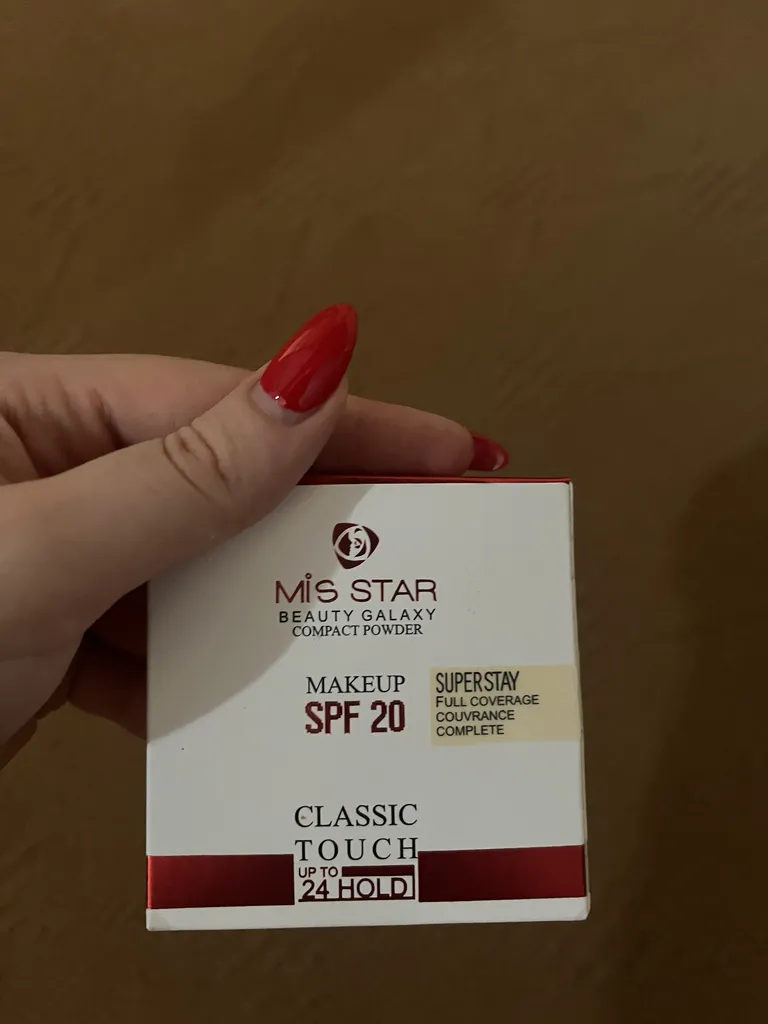 MiS STAR
BEAUTY GALAXY
COMPACT POWDER
MAKEUP
SPF 20
SUPERSTAY
FULL COVERAGE
COUVRANCE
COMPLETE
CLASSIC
TOUCH
UP TO
24 HOLD